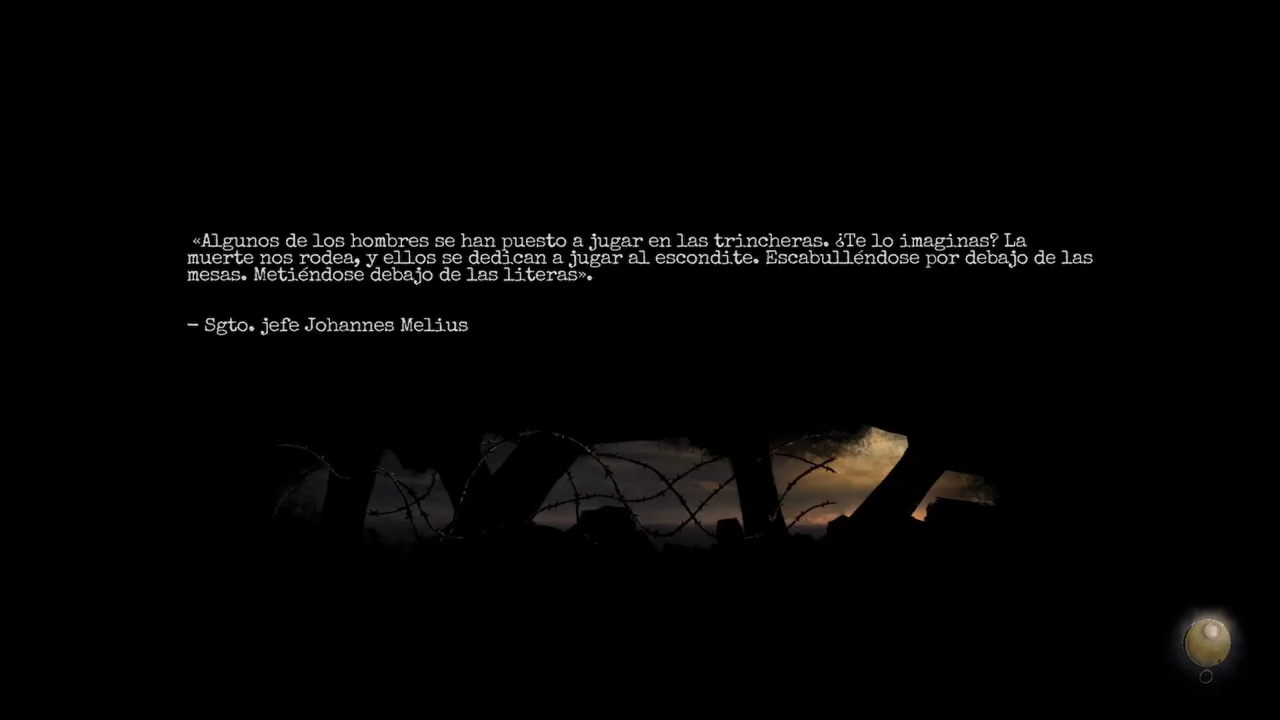 «Algunos de los hombres se han puesto a jugar en las trincheras. ¿Te lo imaginas? La
muerte nos rodea, y ellos se dedican a jugar al escondite. Escabulléndose por debajo de las
mesas. Metiéndose debajo de las literas».
— Sgto. jefe Johannes Melius